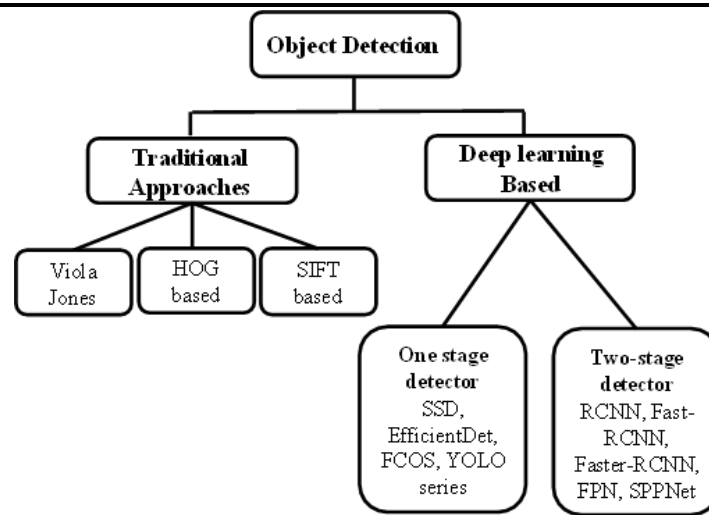 Object Detection
Traditional
Approaches
Deep learning
Based
Viola
Jones
HOG
based
SIFT
based
One stage
detector
SSD,
EfficientDet,
FCOS, YOLO
series
Two-stage
detector
RCNN, Fast-
RCNN,
Faster-RCNN,
FPN, SPPNet